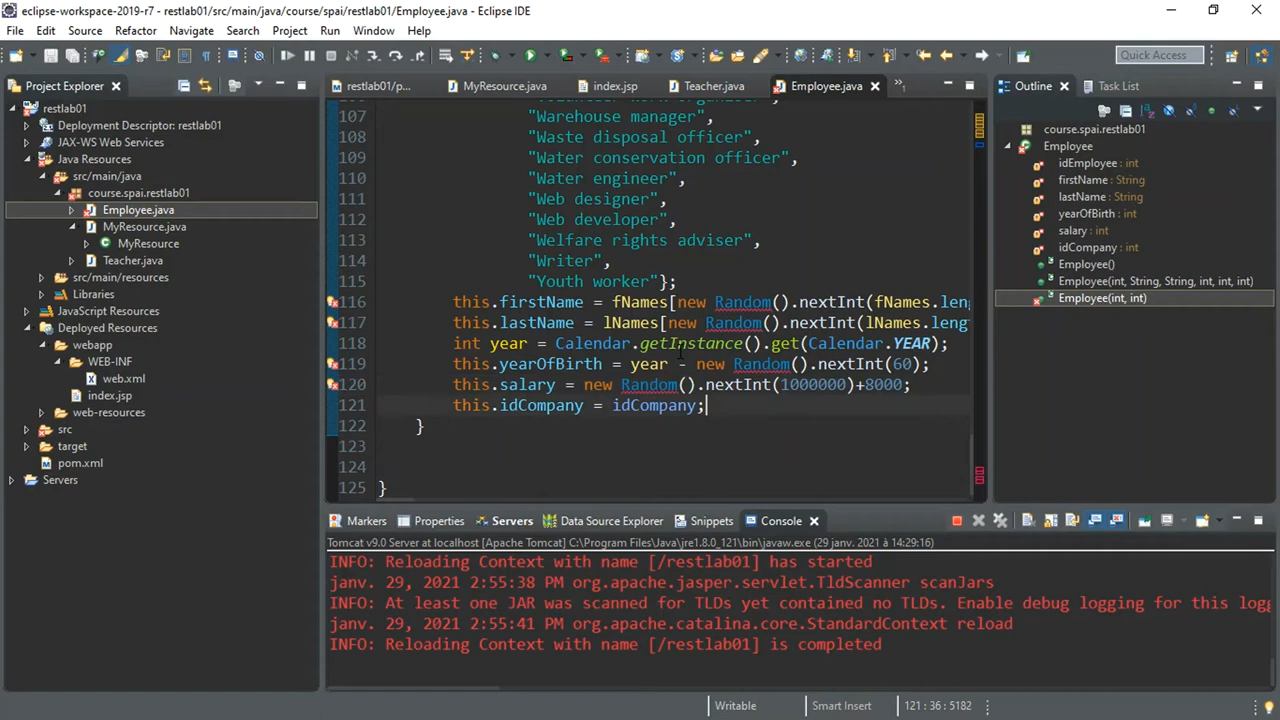 eclipse-workspace-2019-r7 - restlab01/src/main/java/course/spai/restlab01/Employee.java - Eclipse IDE
File Edit Source Refactor Navigate Search Project Run Window Help
Quick Access
Project Explorer
restlab01
Deployment Descriptor: restlab01
JAX-WS Web Services
Java Resources
src/main/java
course.spai.restlab01
Employee.java
MyResource.java
MyResource
Teacher.java
src/main/resources
Libraries
JavaScript Resources
Deployed Resources
webapp
WEB-INF
web.xml
index.jsp
web-resources
src
target
pom.xml
Servers
restlab01/p... MyResource.java index.jsp Teacher.java Employee.java
107 "Warehouse manager",
108 "Waste disposal officer",
109 "Water conservation officer",
110 "Water engineer",
111 "Web designer",
112 "Web developer",
113 "Welfare rights adviser",
114 "Writer",
115 "Youth worker"};
116 this.firstName = fNames[new Random().nextInt(fNames.leng
117 this.lastName = lNames[new Random().nextInt(lNames.lengt
118 int year = Calendar.getInstance().get(Calendar.YEAR);
119 this.yearOfBirth = year - new Random().nextInt(60);
120 this.salary = new Random().nextInt(1000000)+8000;
121 this.idCompany = idCompany;
122 }
123
124
125 }
Outline Task List
course.spai.restlab01
Employee
idEmployee : int
firstName : String
lastName : String
yearOfBirth : int
salary : int
idCompany : int
Employee()
Employee(int, String, String, int, int, int)
Employee(int, int)
Markers Properties Servers Data Source Explorer Snippets Console
Tomcat v9.0 Server at localhost [Apache Tomcat] C:\Program Files\Java\jre1.8.0_121\bin\javaw.exe (29 janv. 2021 à 14:29:16)
INFO: Reloading Context with name [/restlab01] has started
janv. 29, 2021 2:55:38 PM org.apache.jasper.servlet.TldScanner scanJars
INFO: At least one JAR was scanned for TLDs yet contained no TLDs. Enable debug logging for this logg
janv. 29, 2021 2:55:41 PM org.apache.catalina.core.StandardContext reload
INFO: Reloading Context with name [/restlab01] is completed
Writable Smart Insert 121 : 36 : 5182